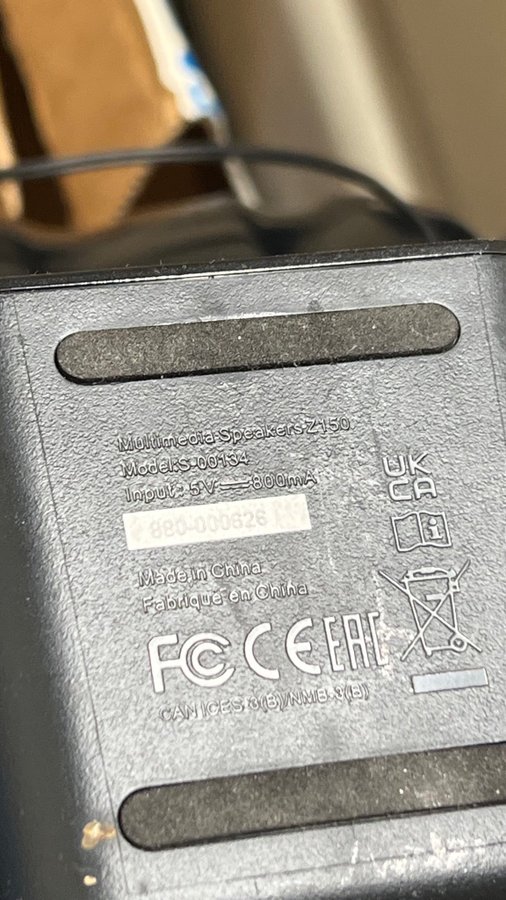 Multimedia Speakers Z150
Model:S-00134
Input: 5V⎓800mA
880-000626
Made in China
Fabriqué en China
FC CE EAC
UK
CA
i
CAN ICES-3(B)/NMB-3(B)